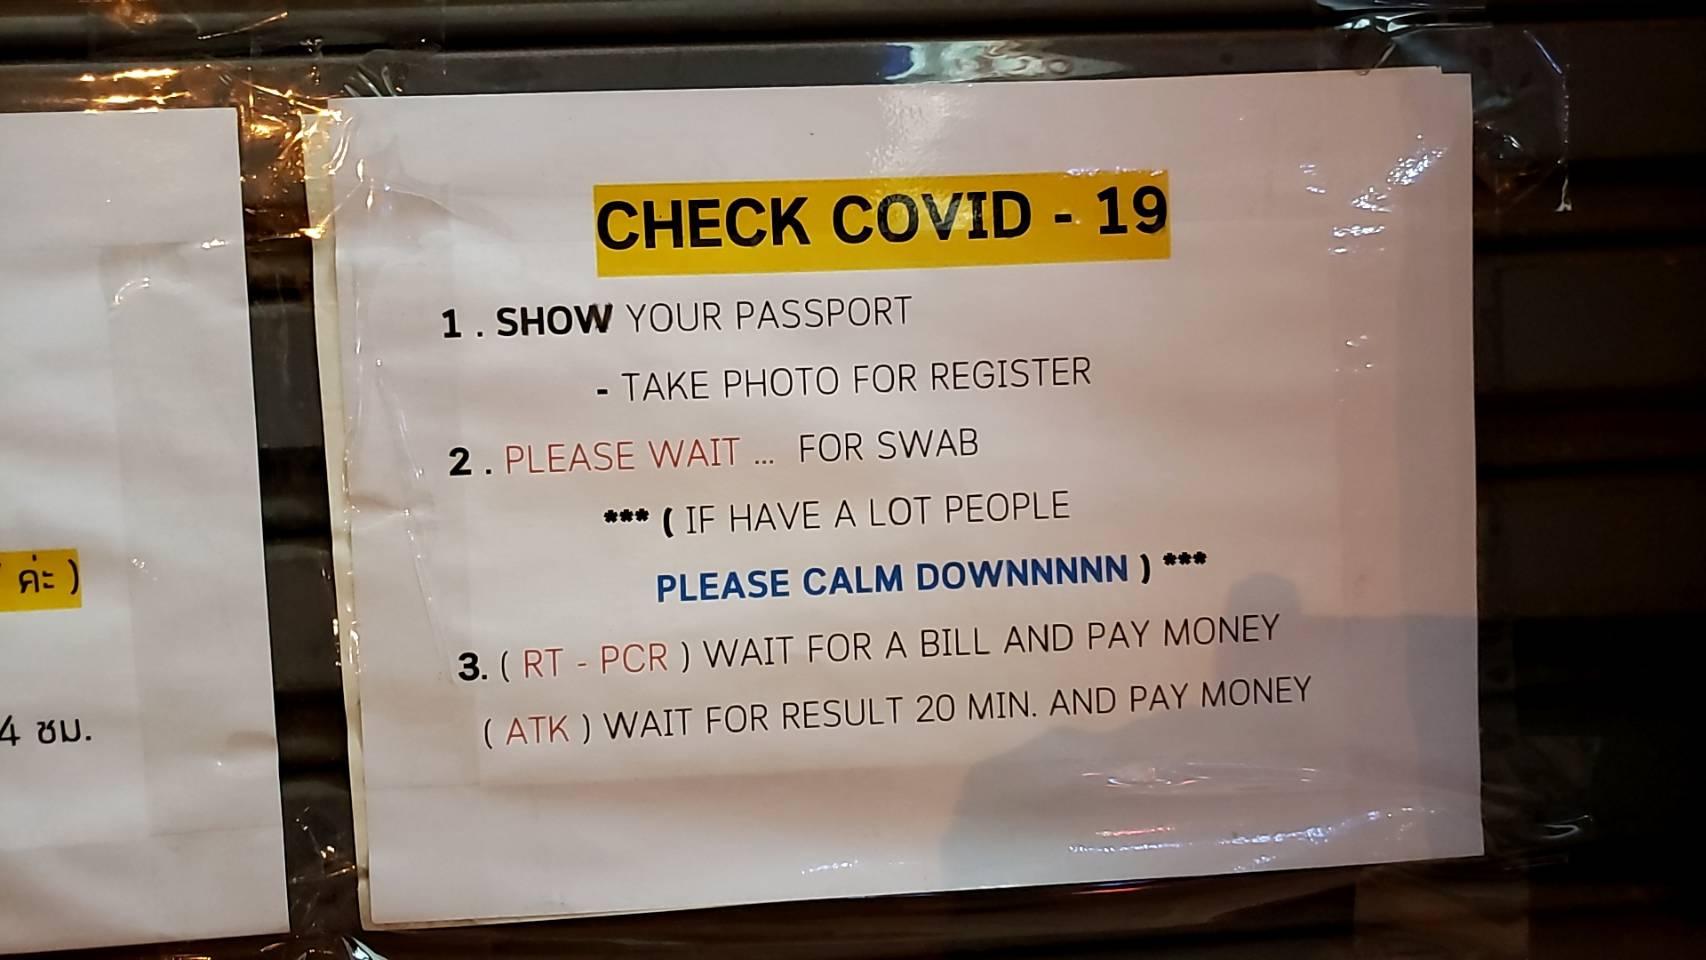 CHECK COVID - 19
1 . SHOW YOUR PASSPORT
- TAKE PHOTO FOR REGISTER
2 . PLEASE WAIT ... FOR SWAB
*** ( IF HAVE A LOT PEOPLE
PLEASE CALM DOWNNNNN ) ***
3. ( RT - PCR ) WAIT FOR A BILL AND PAY MONEY
( ATK ) WAIT FOR RESULT 20 MIN. AND PAY MONEY
ค่ะ )
4 ชม.